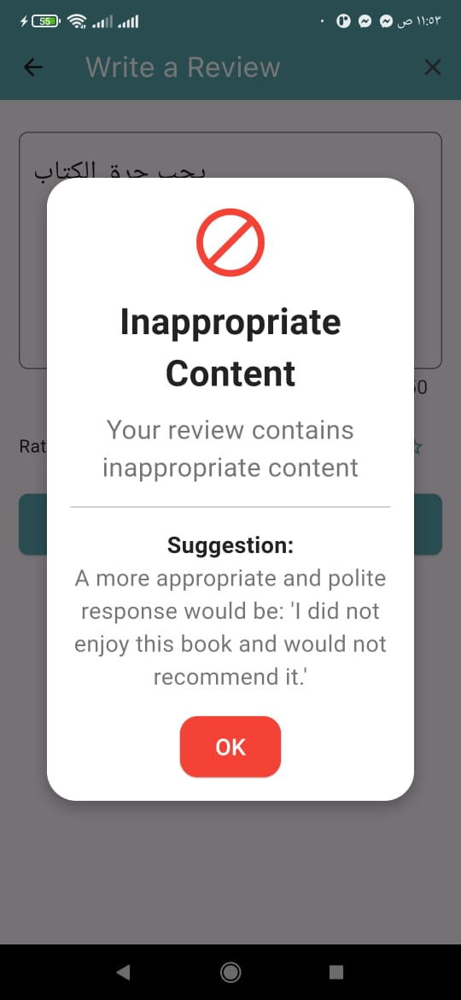 55
١١:٥٣ ص
Write a Review
يجب حرق الكتاب
Inappropriate
Content
Your review contains
inappropriate content
Suggestion:
A more appropriate and polite
response would be: 'I did not
enjoy this book and would not
recommend it.'
OK